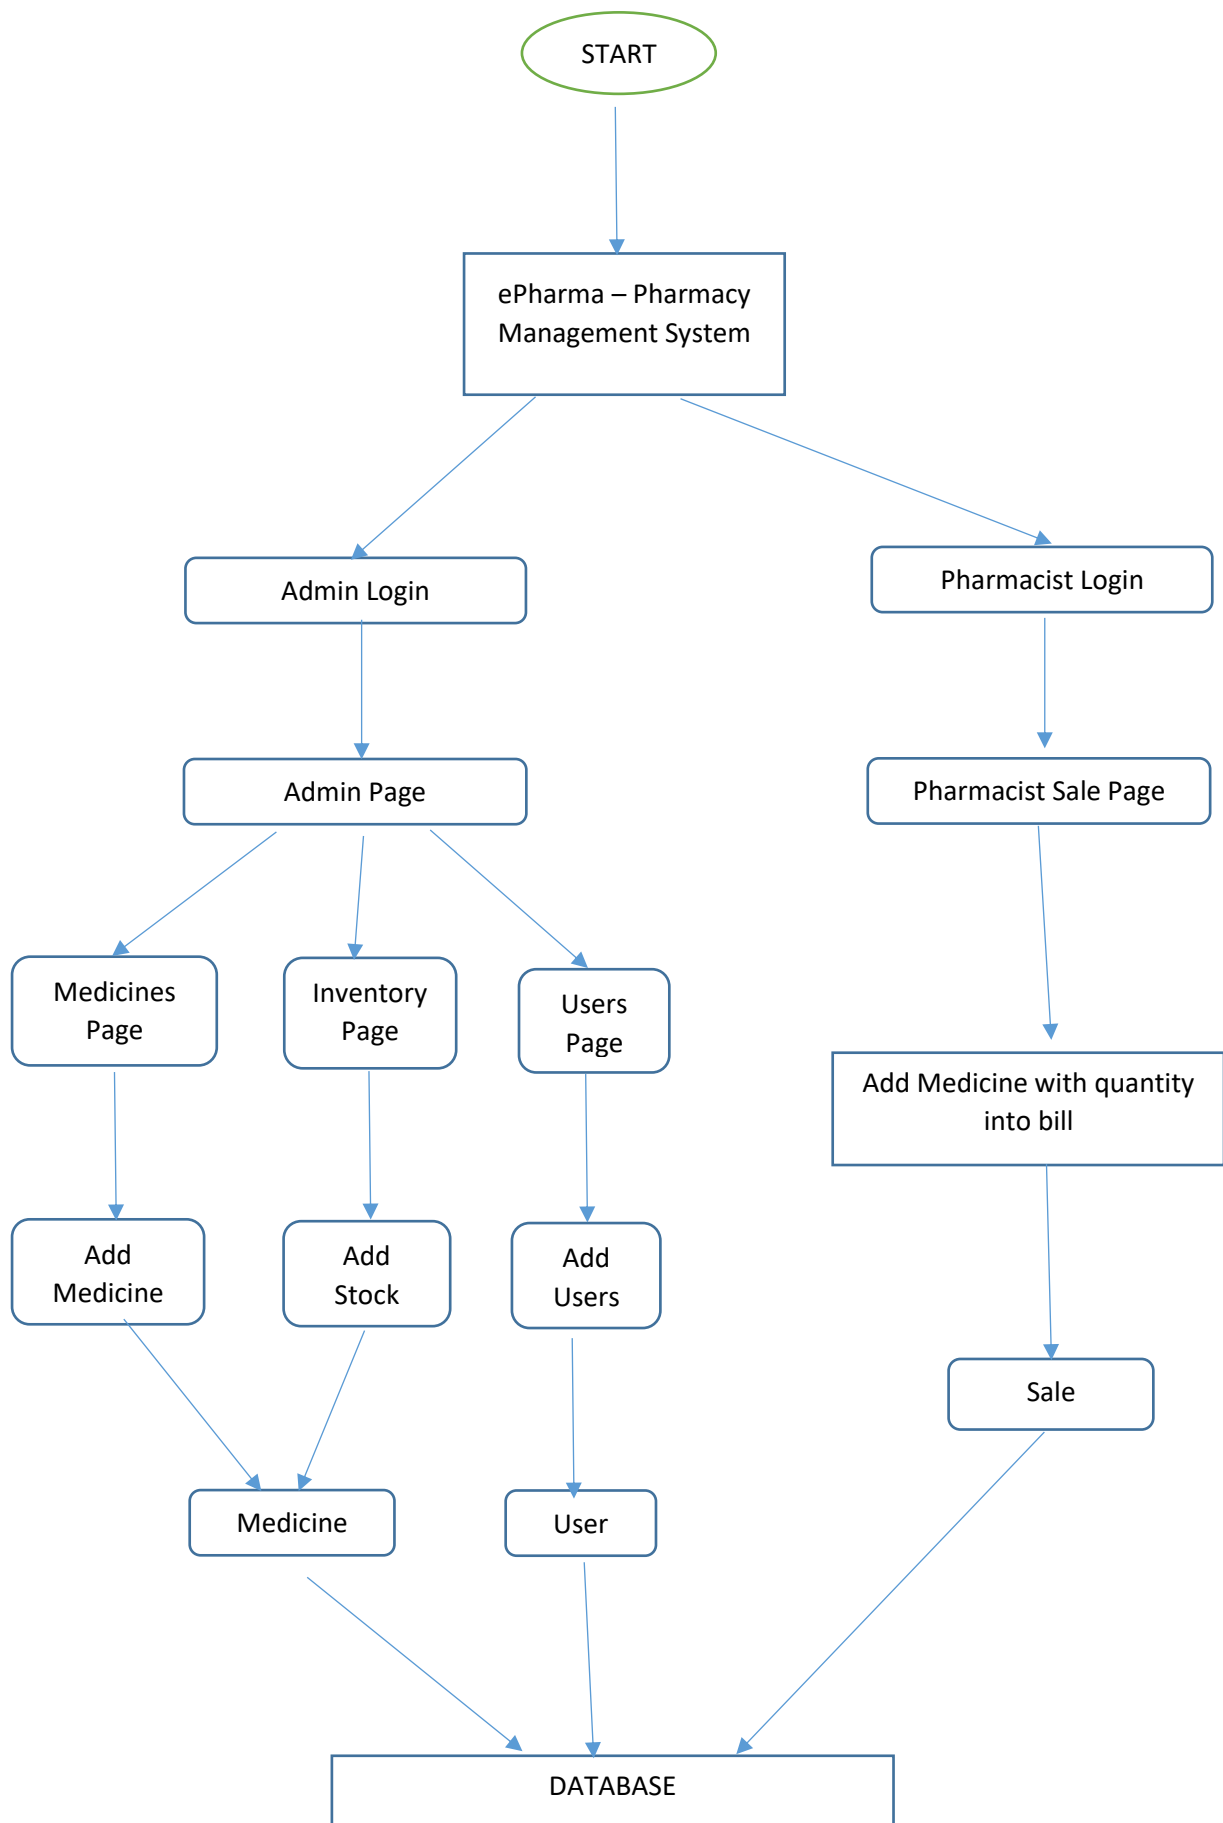 START
ePharma – Pharmacy
Management System
Admin Login
Pharmacist Login
Admin Page
Pharmacist Sale Page
Medicines
Page
Inventory
Page
Users
Page
Add Medicine with quantity
into bill
Add
Medicine
Add
Stock
Add
Users
Sale
Medicine
User
DATABASE